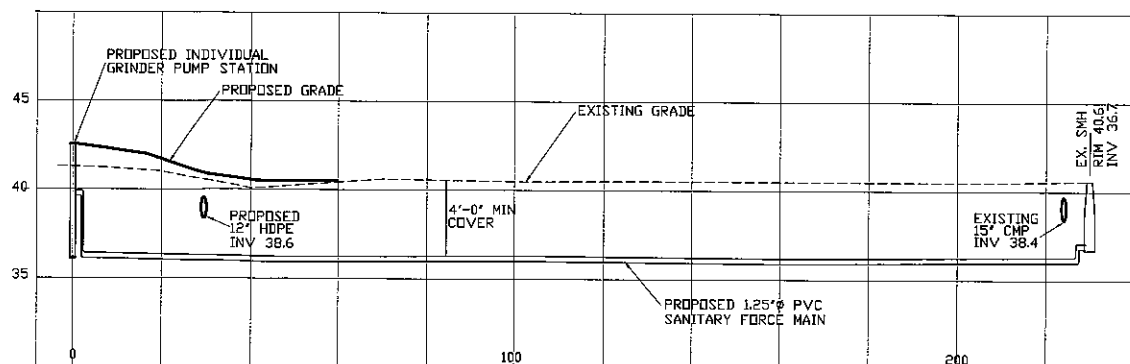 PROPOSED INDIVIDUAL
GRINDER PUMP STATION
PROPOSED GRADE
EXISTING GRADE
EX. SMH
RIM 40.6
INV 36.7
45
40
35
PROPOSED
12" HDPE
INV 38.6
4'-0" MIN
COVER
EXISTING
15" CMP
INV 38.4
PROPOSED 1.25"ϕ PVC
SANITARY FORCE MAIN
0
100
200